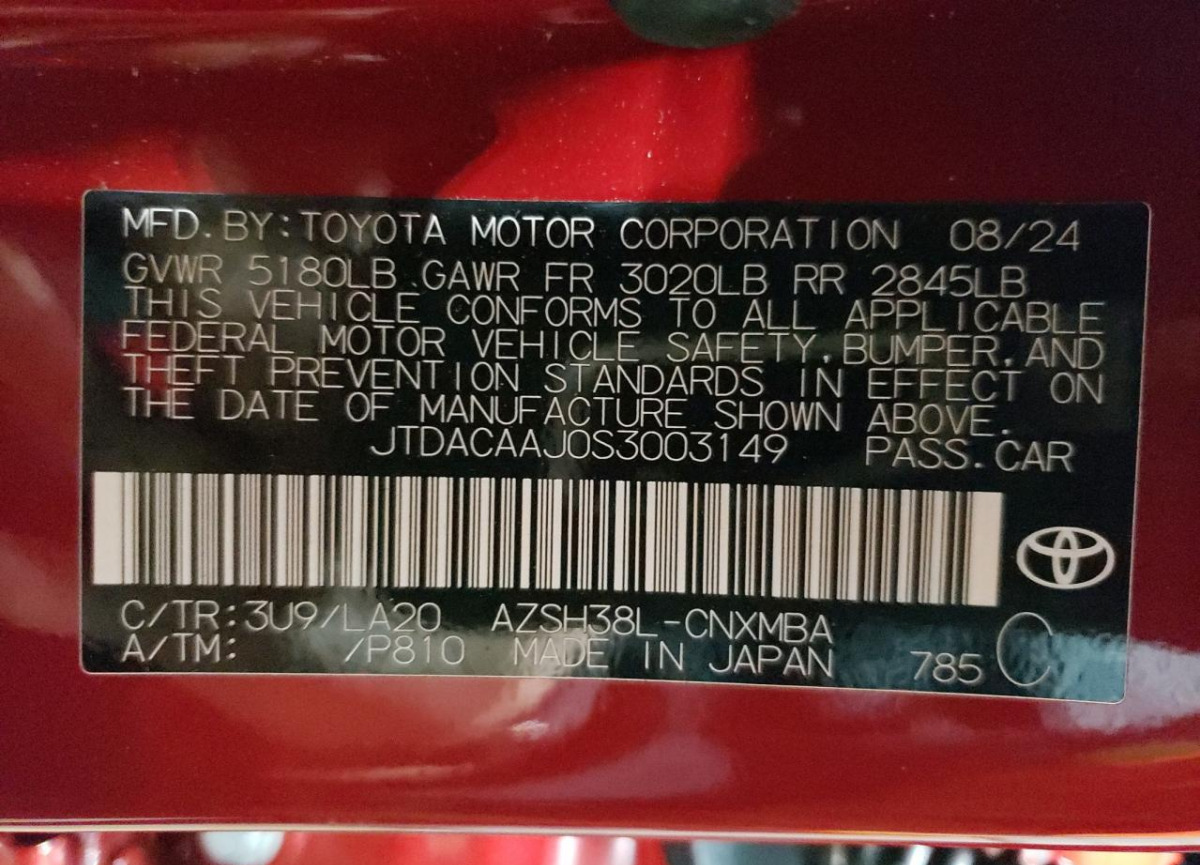 MFD. BY: TOYOTA MOTOR CORPORATION 08/24
GVWR 5180LB GAWR FR 3020LB RR 2845LB
THIS VEHICLE CONFORMS TO ALL APPLICABLE
FEDERAL MOTOR VEHICLE SAFETY, BUMPER, AND
THEFT PREVENTION STANDARDS IN EFFECT ON
THE DATE OF MANUFACTURE SHOWN ABOVE.
JTDACAAJ0S3003149 PASS. CAR
C/TR: 3U9/LA20 AZSH38L-CNXMBA
A/TM: /P810 MADE IN JAPAN 785 C